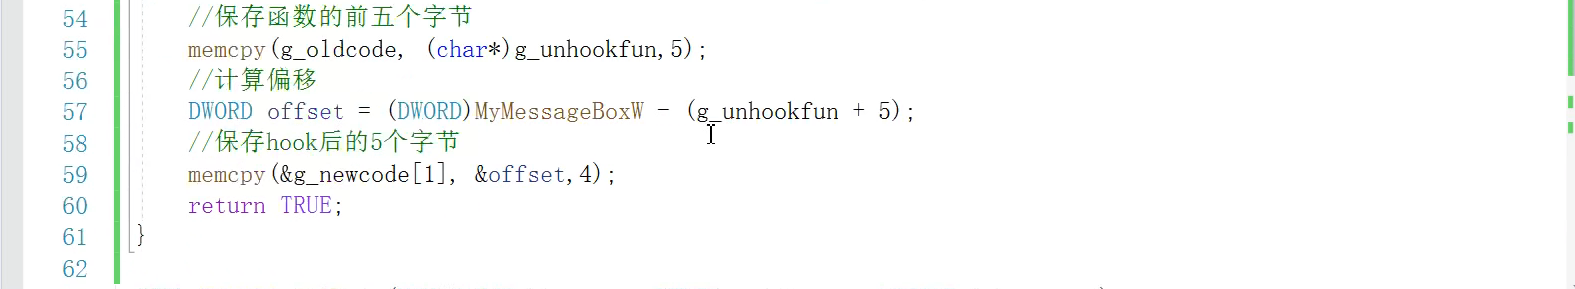 54 //保存函数的前五个字节
55 memcpy(g_oldcode, (char*)g_unhookfun,5);
56 //计算偏移
57 DWORD offset = (DWORD)MyMessageBoxW - (g_unhookfun + 5);
58 //保存hook后的5个字节
59 memcpy(&g_newcode[1], &offset,4);
60 return TRUE;
61 }
62